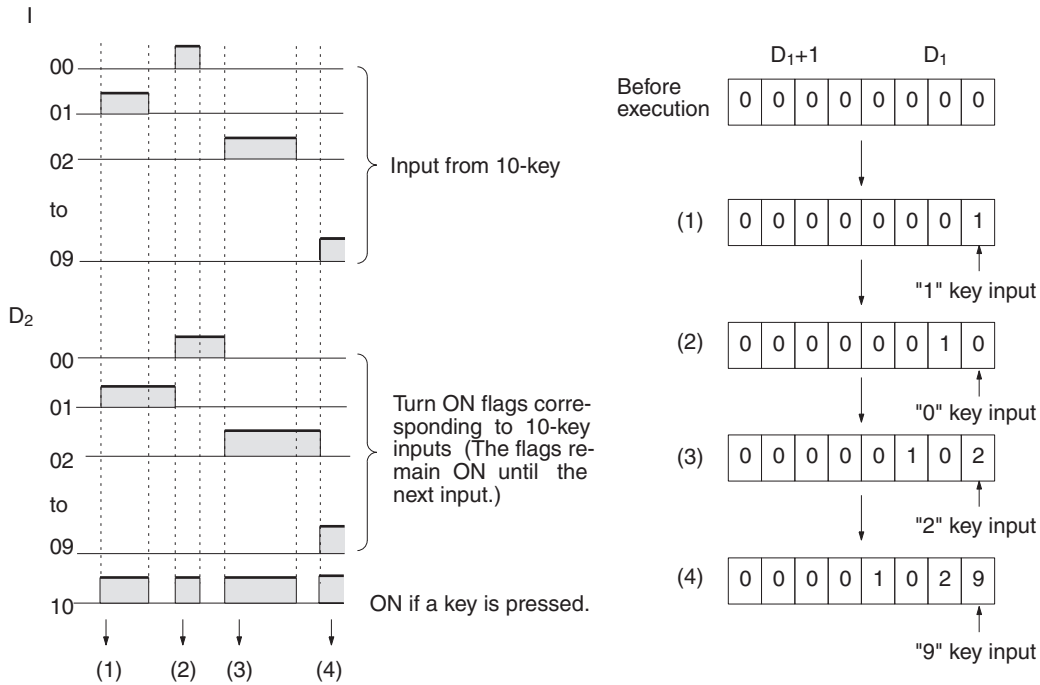 I
00
01
02
to
09
Input from 10-key
D2
00
01
02
to
09
10
Turn ON flags corre-
sponding to 10-key
inputs (The flags re-
main ON until the
next input.)
ON if a key is pressed.
(1) (2) (3) (4)
D1+1 D1
Before
execution
0 0 0 0 0 0 0 0
(1) 0 0 0 0 0 0 0 1
"1" key input
(2) 0 0 0 0 0 0 1 0
"0" key input
(3) 0 0 0 0 0 1 0 2
"2" key input
(4) 0 0 0 0 1 0 2 9
"9" key input